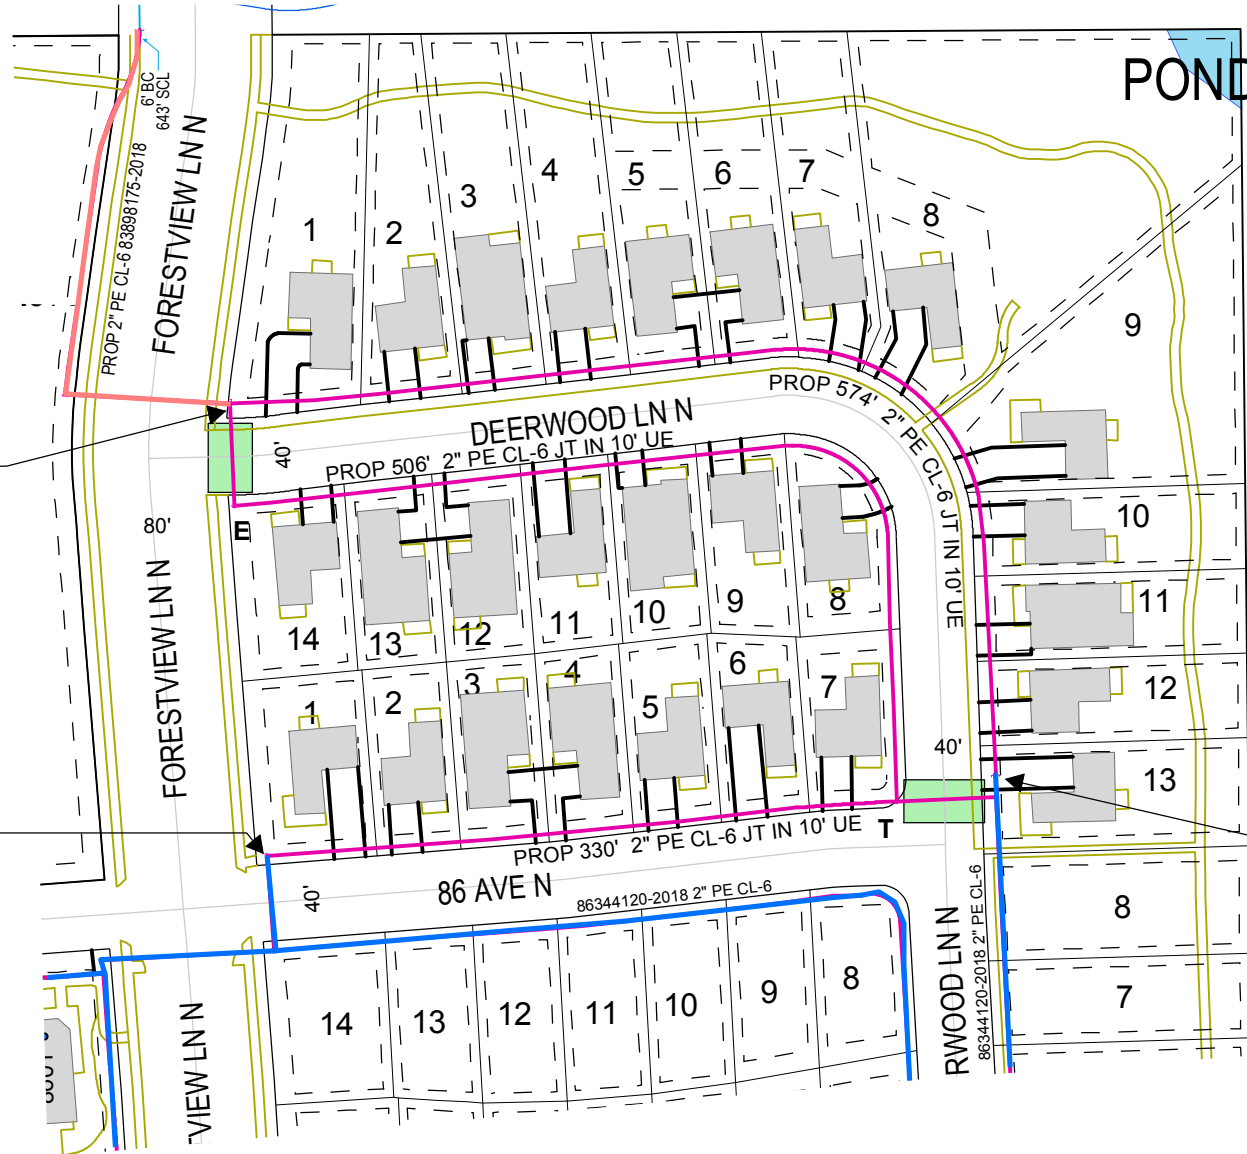 POND
6' BC
643' SCL
PROP 2" PE CL-6 83898175-2018
FORESTVIEW LN N
1
2
3
4
5
6
7
8
9
10
11
12
13
8
7
DEERWOOD LN N
PROP 506' 2" PE CL-6 JT IN 10' UE
PROP 574' 2" PE CL-6 JT IN 10' UE
40'
80'
E
FORESTVIEW LN N
14
13
12
11
10
9
8
1
2
3
4
5
6
7
40'
T
PROP 330' 2" PE CL-6 JT IN 10' UE
86 AVE N
40'
86344120-2018 2" PE CL-6
86344120-2018 2" PE CL-6
RWOOD LN N
14
13
12
11
10
9
8
VIEW LN N